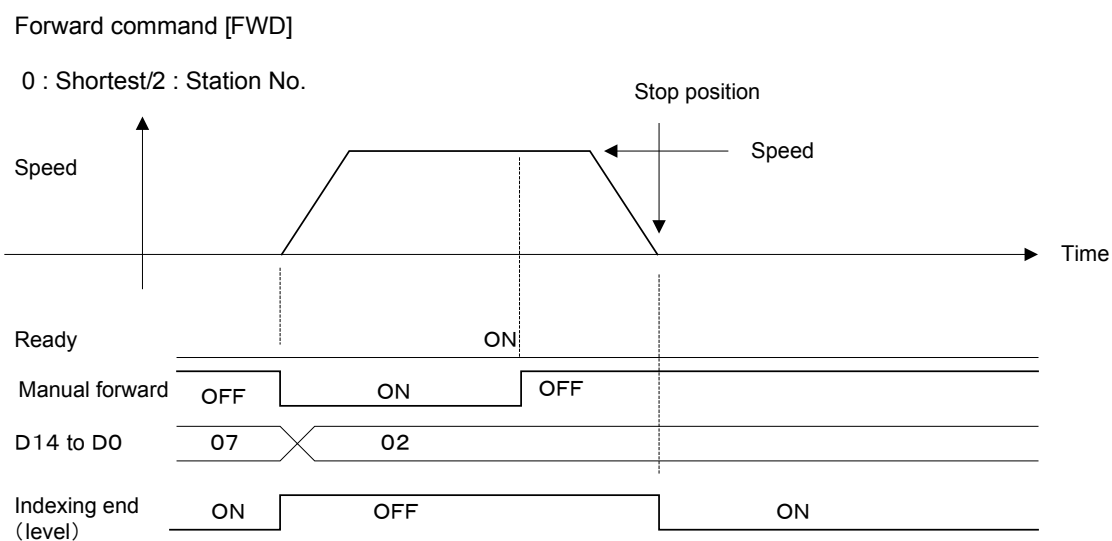 Forward command [FWD]
0 : Shortest/2 : Station No.
Stop position
Speed
Speed
Time
Ready
ON
Manual forward
OFF
ON
OFF
D14 to D0
07
02
Indexing end
(level)
ON
OFF
ON